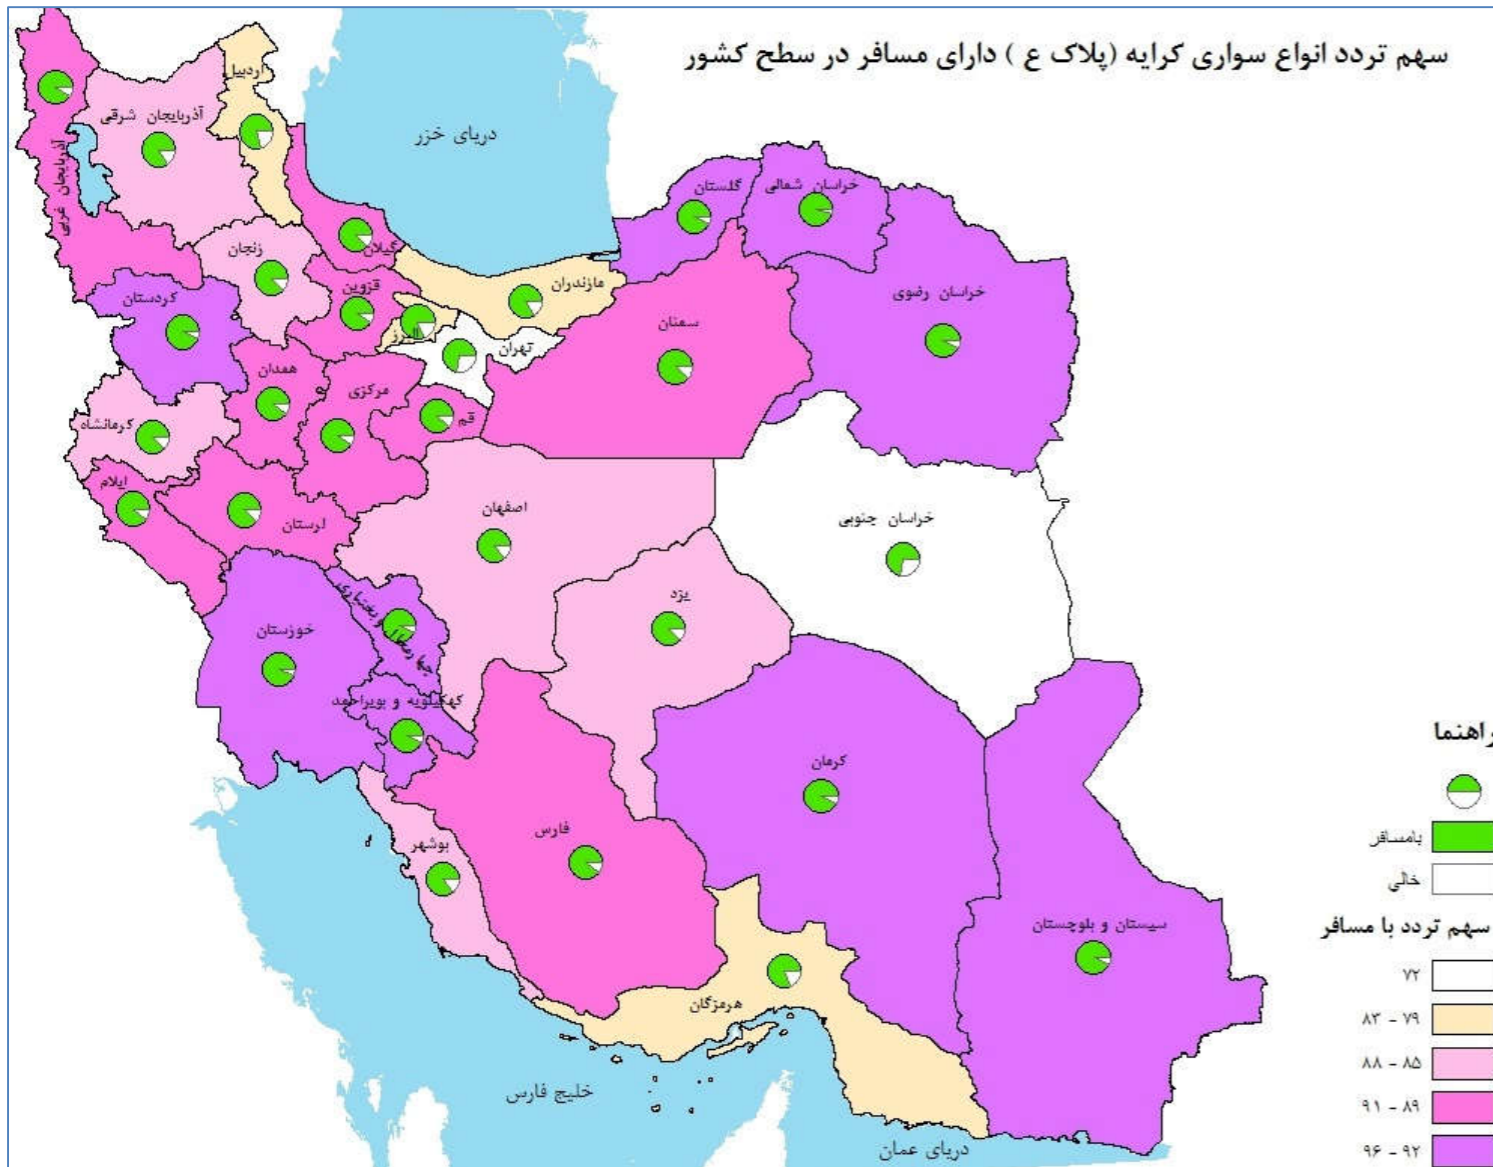 سهم تردد انواع سواری کرایه (پلاک ع ) دارای مسافر در سطح کشور
اردبیل
آذربایجان شرقی
دریای خزر
آذربایجان غربی
گلستان
خراسان شمالی
گیلان
زنجان
مازندران
قزوین
خراسان رضوی
کردستان
سمنان
البرز
تهران
همدان
مرکزی
قم
کرمانشاه
ایلام
اصفهان
لرستان
خراسان جنوبی
یزد
چهارمحال و بختیاری
خوزستان
کهکیلویه و بویراحمد
کرمان
فارس
بوشهر
سیستان و بلوچستان
هرمزگان
خلیج فارس
دریای عمان
راهنما
بامسافر
خالی
سهم تردد با مسافر
۷۲
۷۹ - ۸۳
۸۵ - ۸۸
۸۹ - ۹۱
۹۲ - ۹۶